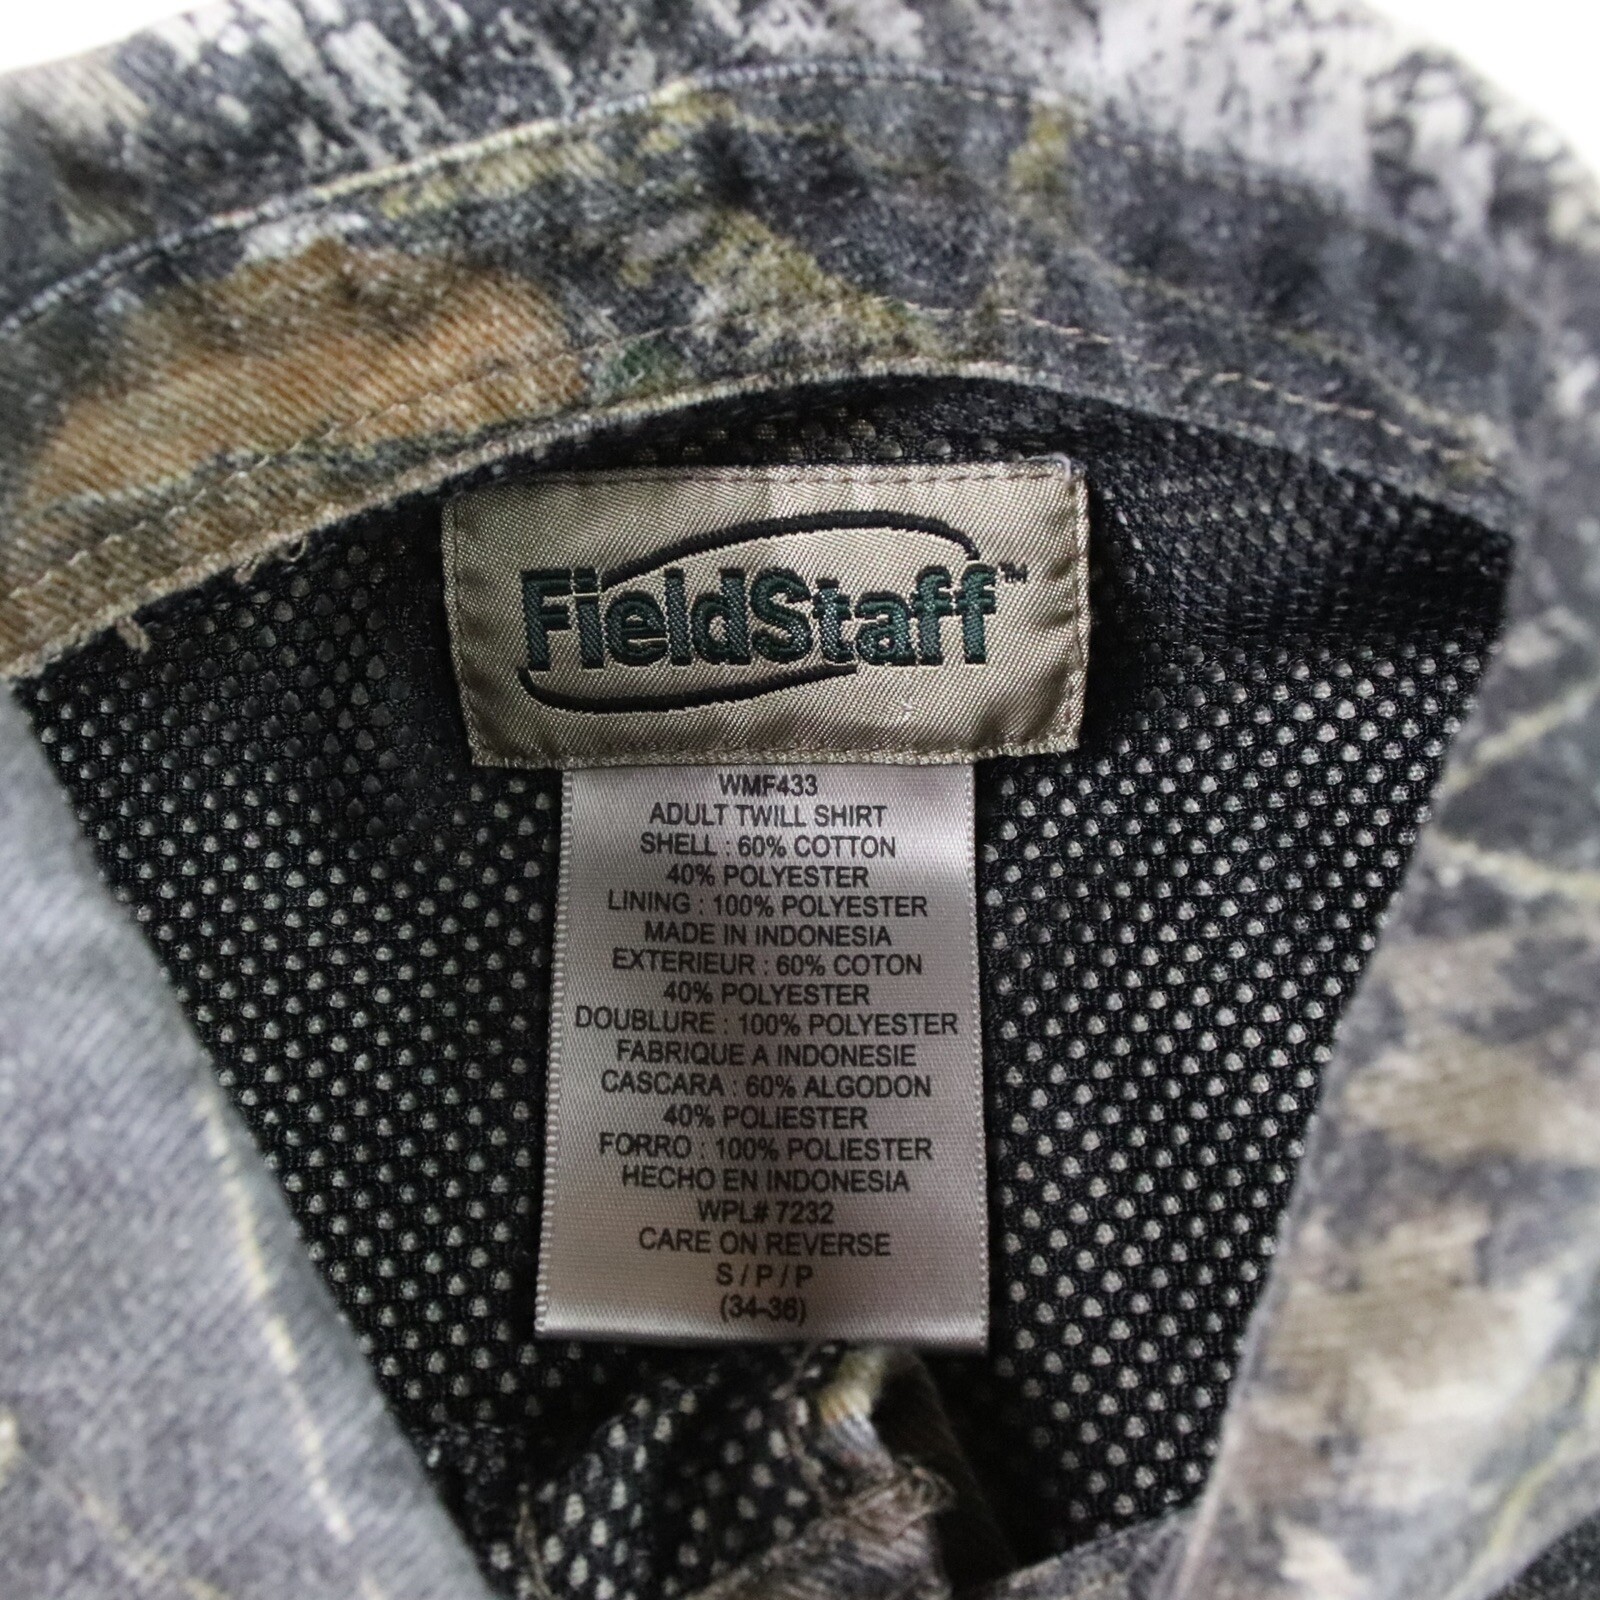 FieldStaff™
WMF433
ADULT TWILL SHIRT
SHELL : 60% COTTON
40% POLYESTER
LINING : 100% POLYESTER
MADE IN INDONESIA
EXTERIEUR : 60% COTON
40% POLYESTER
DOUBLURE : 100% POLYESTER
FABRIQUE A INDONESIE
CASCARA : 60% ALGODON
40% POLIESTER
FORRO : 100% POLIESTER
HECHO EN INDONESIA
WPL# 7232
CARE ON REVERSE
S / P / P
(34-36)